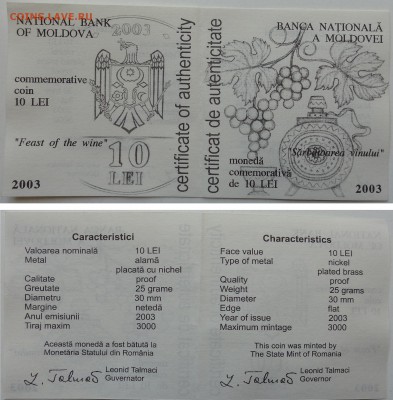 COINSS.LAVE.RU
NATIONAL BANK
OF MOLDOVA
2003
commemorative
coin
10 LEI
"Feast of the wine"
10
LEI
2003
certificate of authenticity
certificat de autenticitate
BANCA NAŢIONALĂ
A MOLDOVEI
"Sărbătoarea vinului"
monedă
comemorativă
de 10 LEI
2003
Caracteristici
Valoarea nominală 10 LEI
Metal alamă
placată cu nichel
Calitate proof
Greutate 25 grame
Diametru 30 mm
Margine netedă
Anul emisiunii 2003
Tiraj maxim 3000
Această monedă a fost bătută la
Monetăria Statului din România
Leonid Talmaci
Guvernator
Characteristics
Face value 10 LEI
Type of metal nickel
plated brass
Quality proof
Weight 25 grams
Diameter 30 mm
Edge flat
Year of issue 2003
Maximum mintage 3000
This coin was minted by
The State Mint of Romania
Leonid Talmaci
Governor